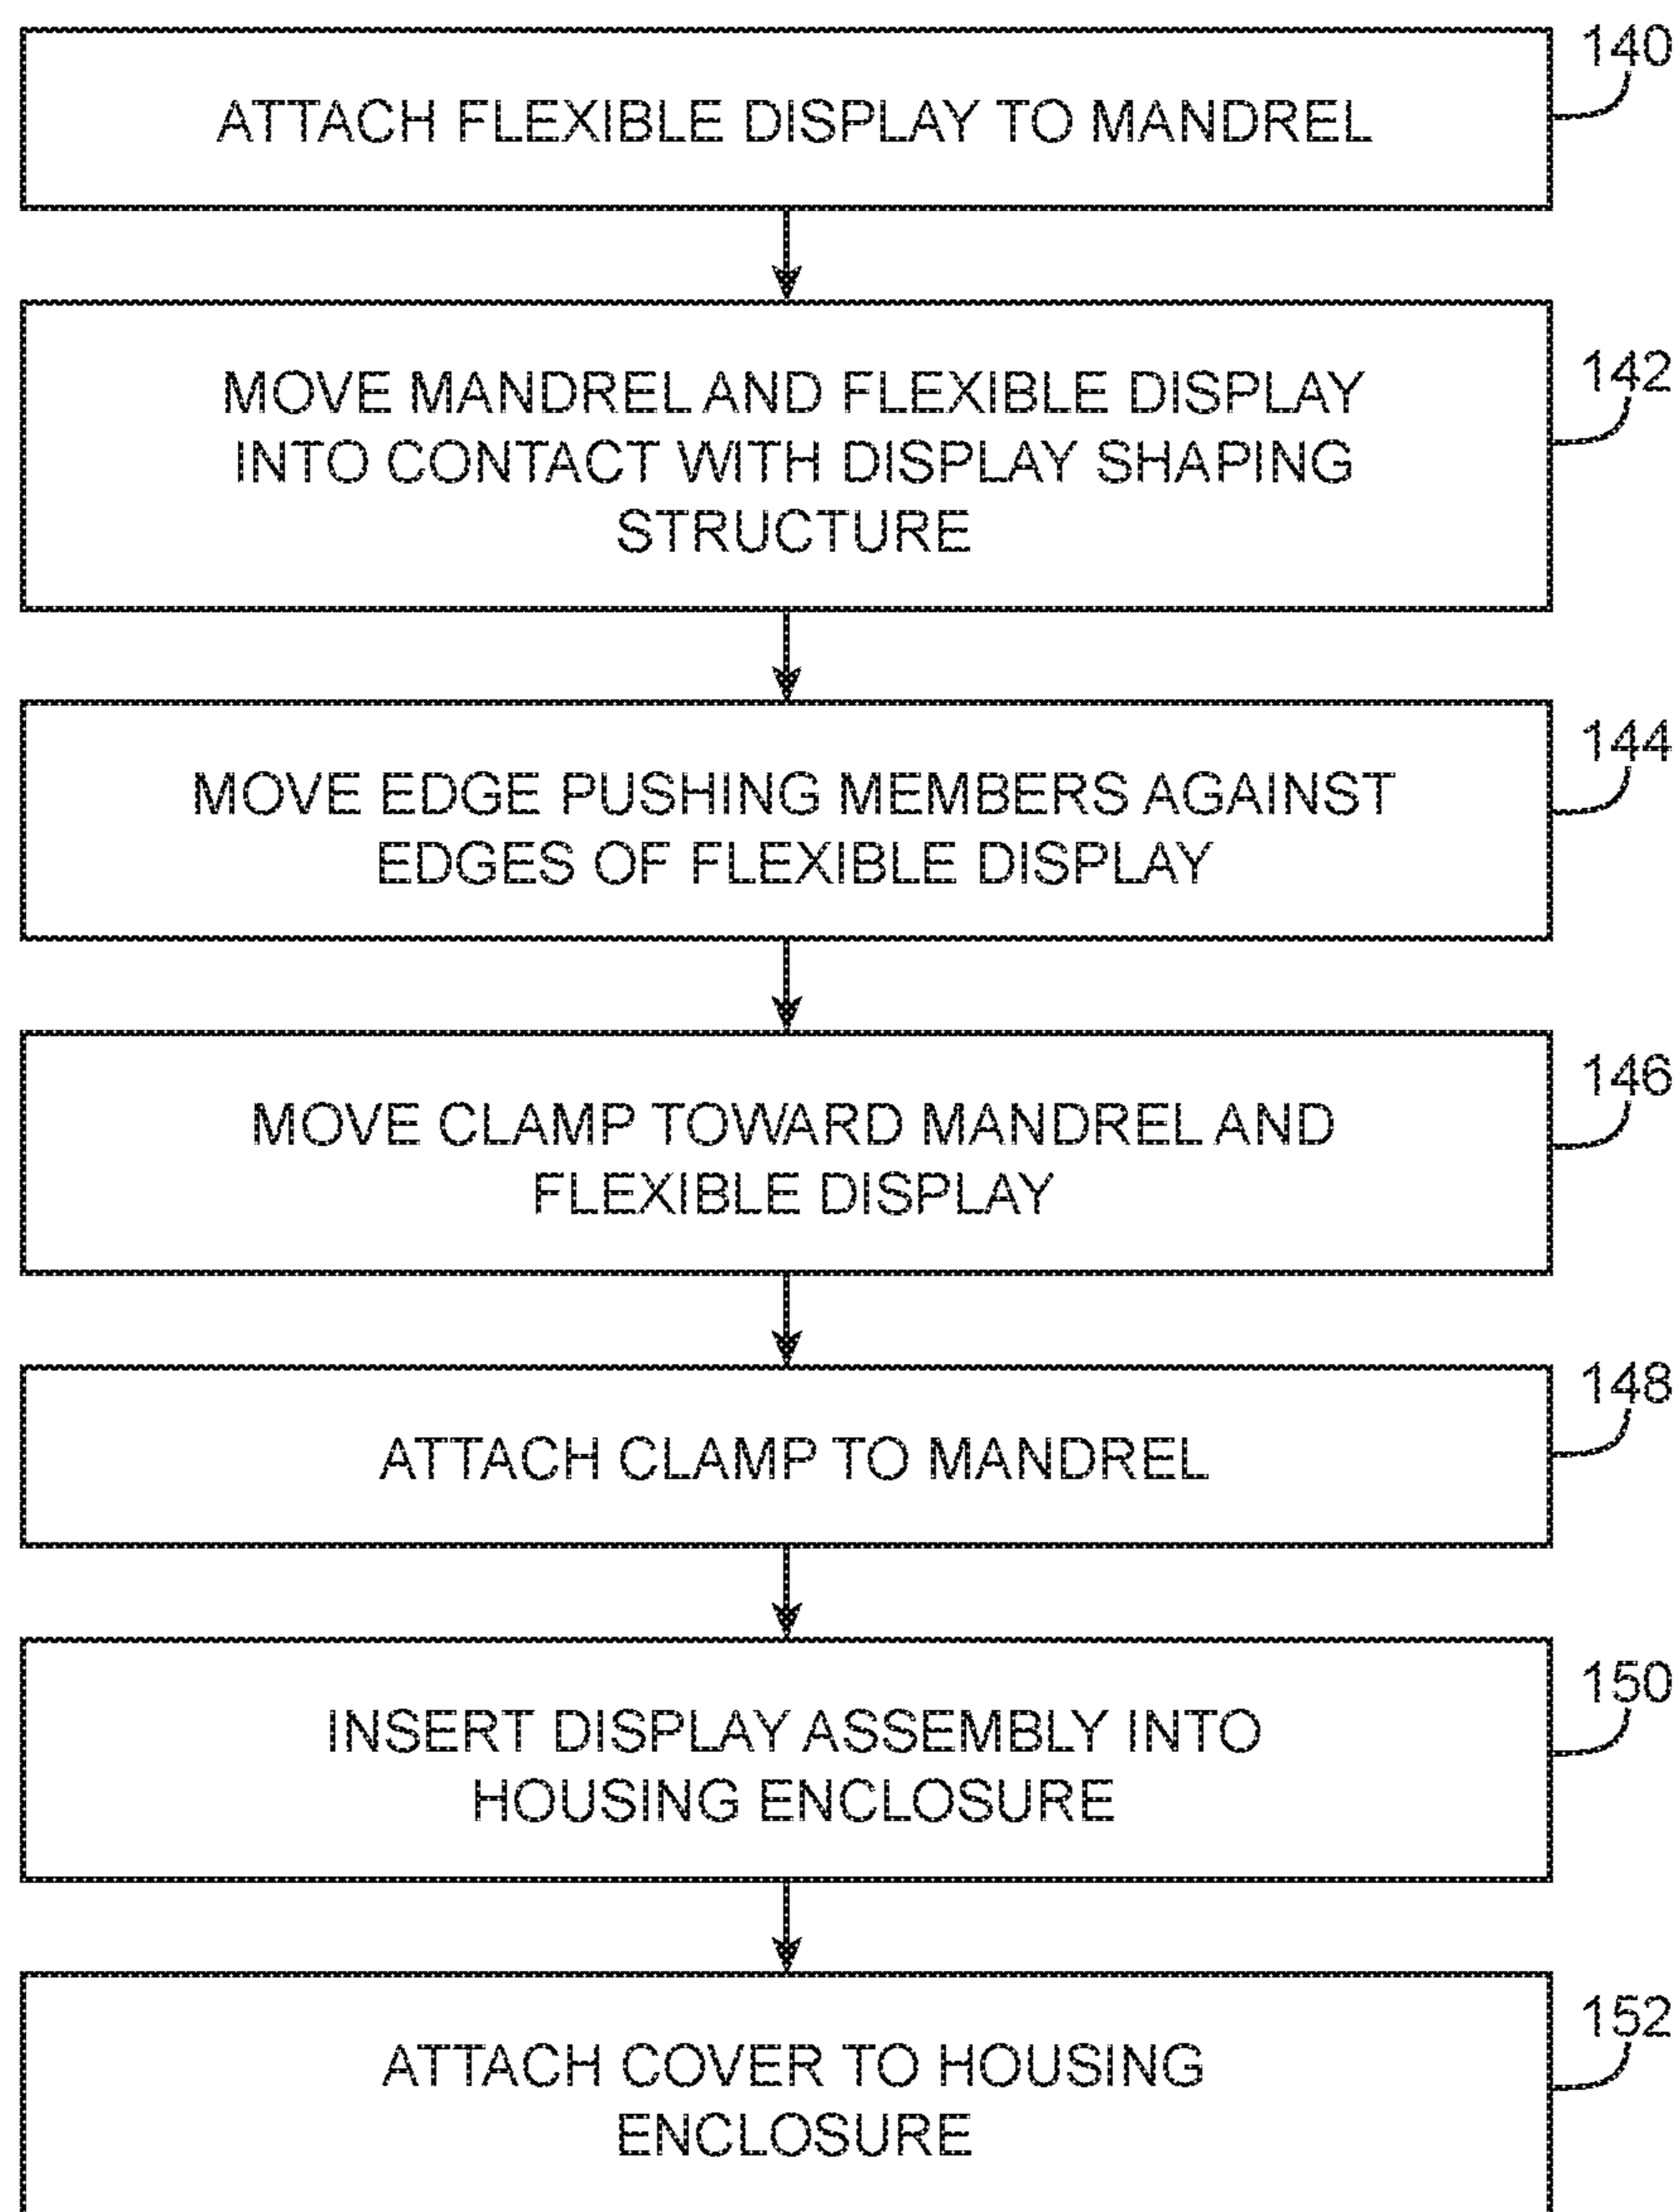 140
ATTACH FLEXIBLE DISPLAY TO MANDREL
142
MOVE MANDREL AND FLEXIBLE DISPLAY
INTO CONTACT WITH DISPLAY SHAPING
STRUCTURE
144
MOVE EDGE PUSHING MEMBERS AGAINST
EDGES OF FLEXIBLE DISPLAY
146
MOVE CLAMP TOWARD MANDREL AND
FLEXIBLE DISPLAY
148
ATTACH CLAMP TO MANDREL
150
INSERT DISPLAY ASSEMBLY INTO
HOUSING ENCLOSURE
152
ATTACH COVER TO HOUSING
ENCLOSURE